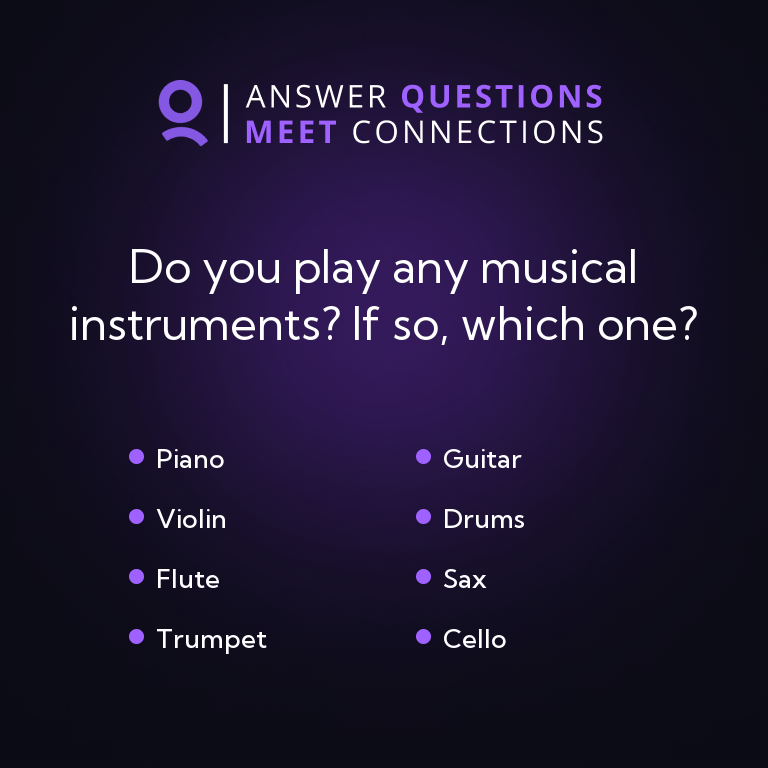 ANSWER QUESTIONS
MEET CONNECTIONS
Do you play any musical
instruments? If so, which one?
Piano
Violin
Flute
Trumpet
Guitar
Drums
Sax
Cello